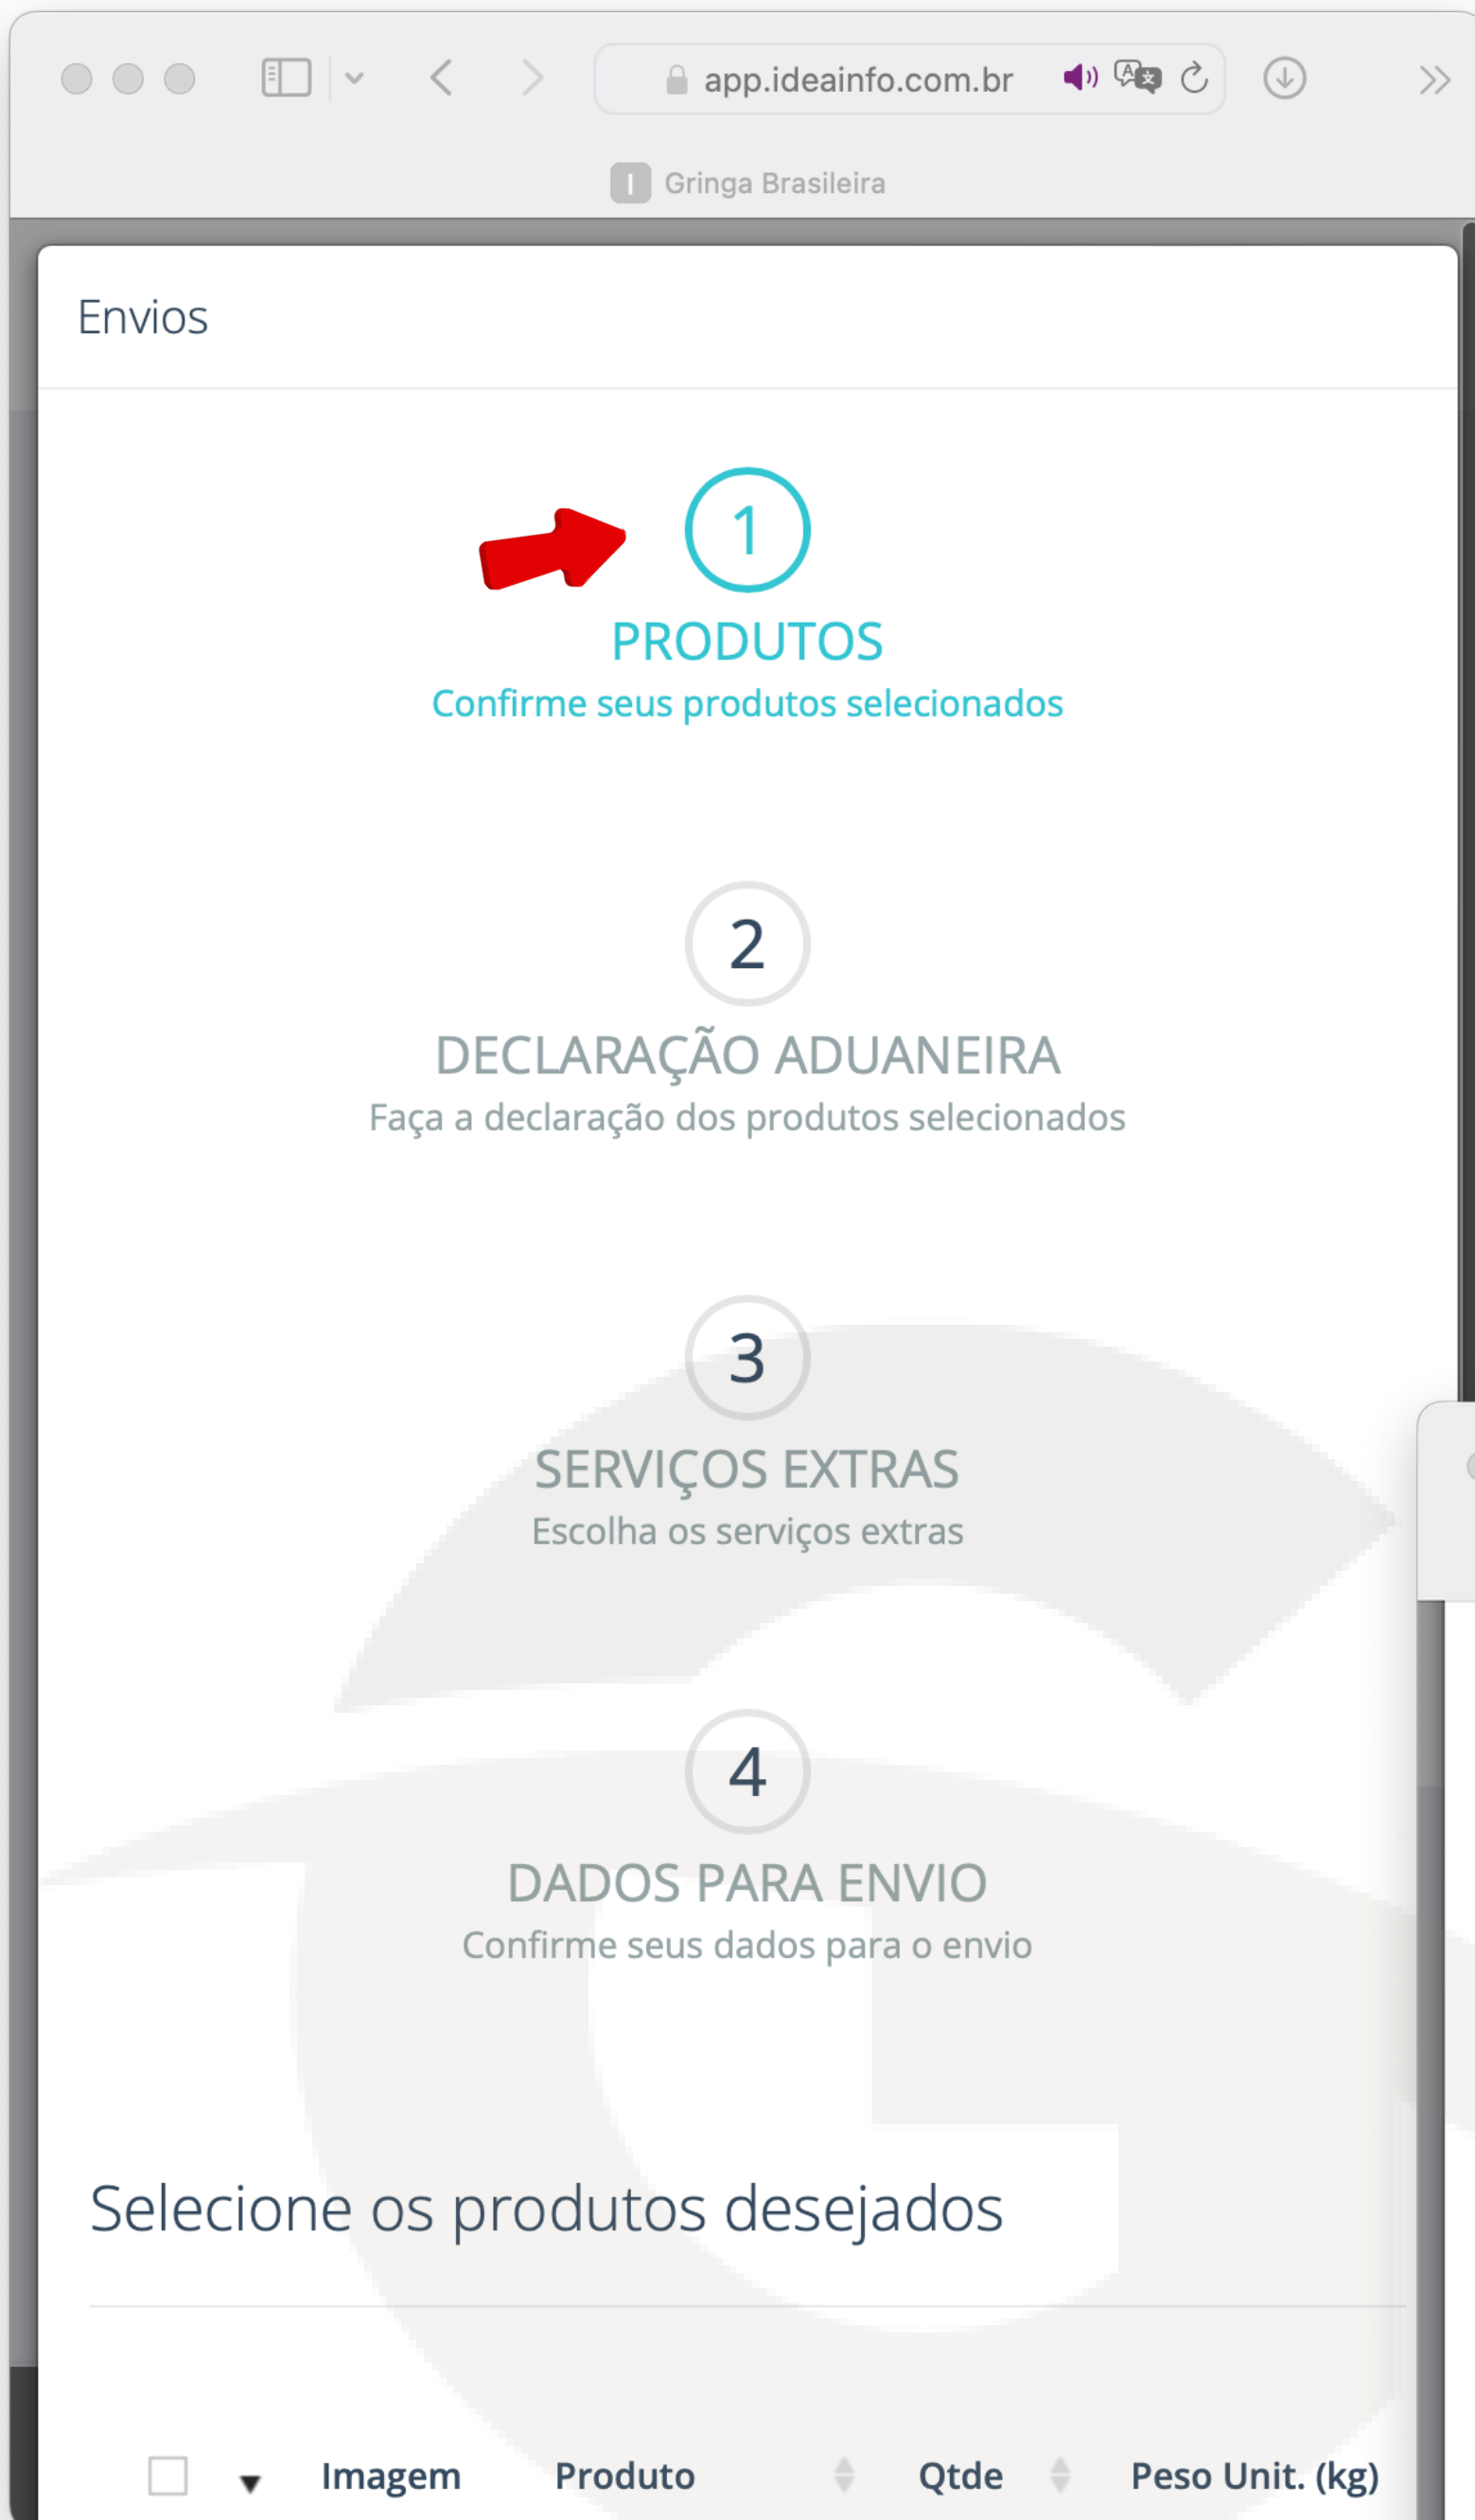 app.ideainfo.com.br
I Gringa Brasileira
Envios
1
PRODUTOS
Confirme seus produtos selecionados
2
DECLARAÇÃO ADUANEIRA
Faça a declaração dos produtos selecionados
3
SERVIÇOS EXTRAS
Escolha os serviços extras
4
DADOS PARA ENVIO
Confirme seus dados para o envio
Selecione os produtos desejados
Imagem Produto Qtde Peso Unit. (kg)